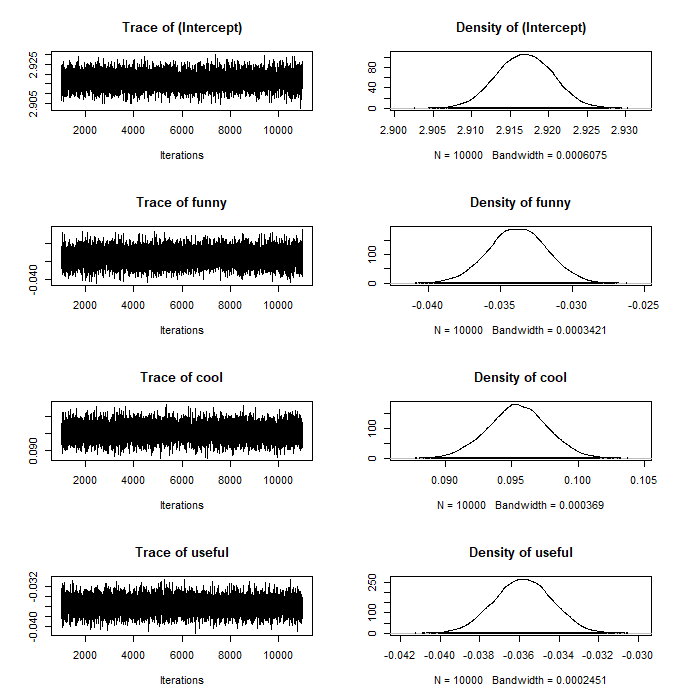 Trace of (Intercept)
2.905 2.925
2000 4000 6000 8000 10000
Iterations
Density of (Intercept)
0 40 80
2.900 2.905 2.910 2.915 2.920 2.925 2.930
N = 10000 Bandwidth = 0.0006075
Trace of funny
-0.040
2000 4000 6000 8000 10000
Iterations
Density of funny
0 100
-0.040 -0.035 -0.030 -0.025
N = 10000 Bandwidth = 0.0003421
Trace of cool
0.090
2000 4000 6000 8000 10000
Iterations
Density of cool
0 100
0.090 0.095 0.100 0.105
N = 10000 Bandwidth = 0.000369
Trace of useful
-0.040 -0.032
2000 4000 6000 8000 10000
Iterations
Density of useful
0 100 250
-0.042 -0.040 -0.038 -0.036 -0.034 -0.032 -0.030
N = 10000 Bandwidth = 0.0002451